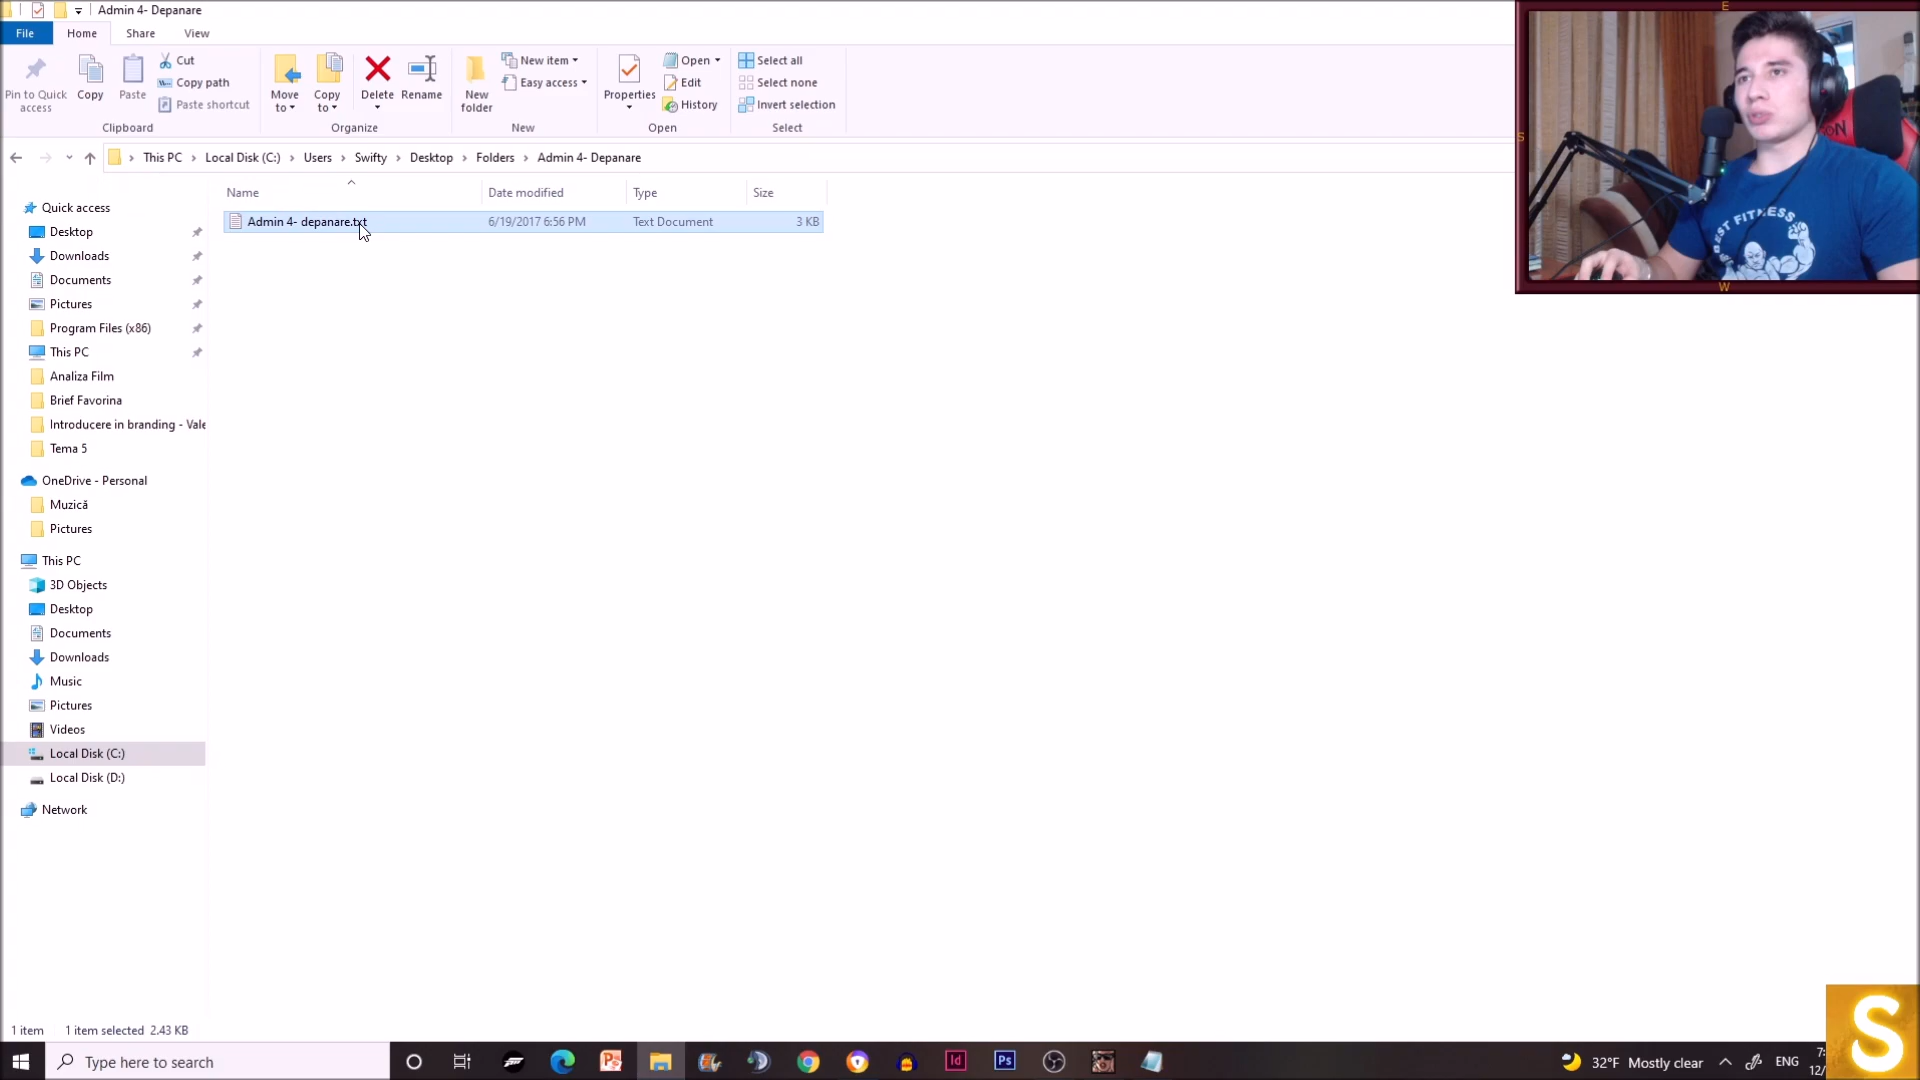 Admin 4- Depanare
File Home Share View
Pin to Quick access
Copy
Paste
Cut
Copy path
Paste shortcut
Clipboard
Move to
Copy to
Delete
Rename
Organize
New folder
New item
Easy access
New
Properties
Open
Edit
History
Open
Select all
Select none
Invert selection
Select
This PC > Local Disk (C:) > Users > Swifty > Desktop > Folders > Admin 4- Depanare
Name Date modified Type Size
Admin 4- depanare.txt 6/19/2017 6:56 PM Text Document 3 KB
Quick access
Desktop
Downloads
Documents
Pictures
Program Files (x86)
This PC
Analiza Film
Brief Favorina
Introducere in branding - Vale
Tema 5
OneDrive - Personal
Muzică
Pictures
This PC
3D Objects
Desktop
Documents
Downloads
Music
Pictures
Videos
Local Disk (C:)
Local Disk (D:)
Network
1 item 1 item selected 2.43 KB
Type here to search
Id
Ps
32°F Mostly clear
ENG
7:
12/
E
S
W
BEST FITNESS
S